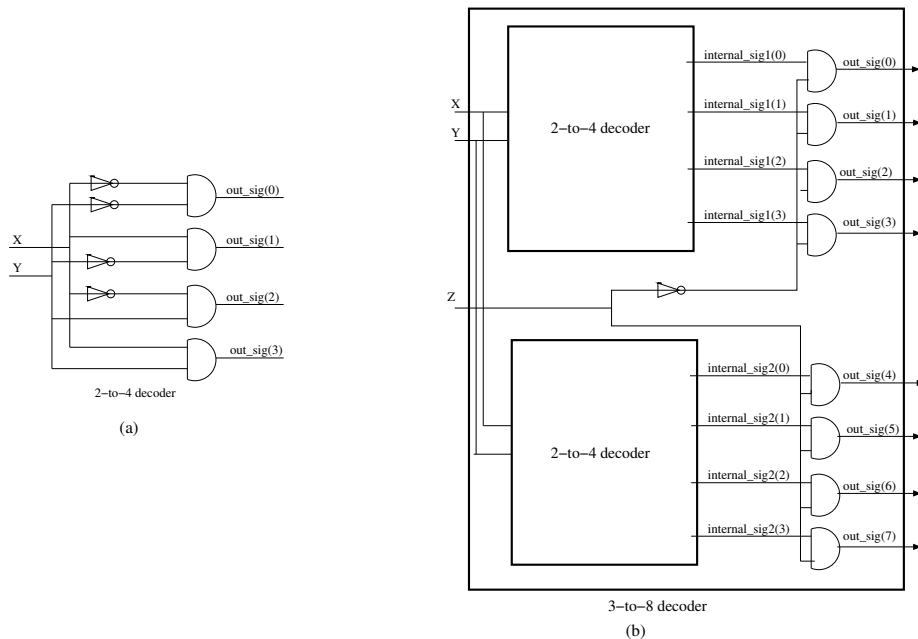 out_sig(0)
X
out_sig(1)
Y
out_sig(2)
out_sig(3)
2−to−4 decoder
(a)
internal_sig1(0)
out_sig(0)
X
internal_sig1(1)
out_sig(1)
Y
2−to−4 decoder
internal_sig1(2)
out_sig(2)
internal_sig1(3)
out_sig(3)
Z
internal_sig2(0)
out_sig(4)
internal_sig2(1)
out_sig(5)
2−to−4 decoder
internal_sig2(2)
out_sig(6)
internal_sig2(3)
out_sig(7)
3−to−8 decoder
(b)